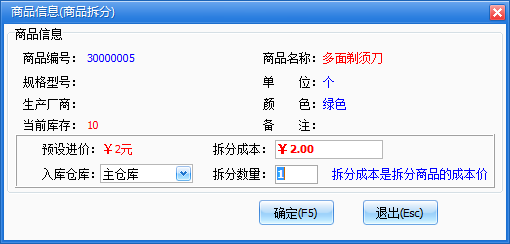 商品信息(商品拆分)
商品信息
商品编号： 30000005 商品名称：多面剃须刀
规格型号： 单 位：个
生产厂商： 颜 色：绿色
当前库存： 10 备 注：
预设进价：￥2元 拆分成本：￥2.00
入库仓库：主仓库 拆分数量：1 拆分成本是拆分商品的成本价
确定(F5) 退出(Esc)